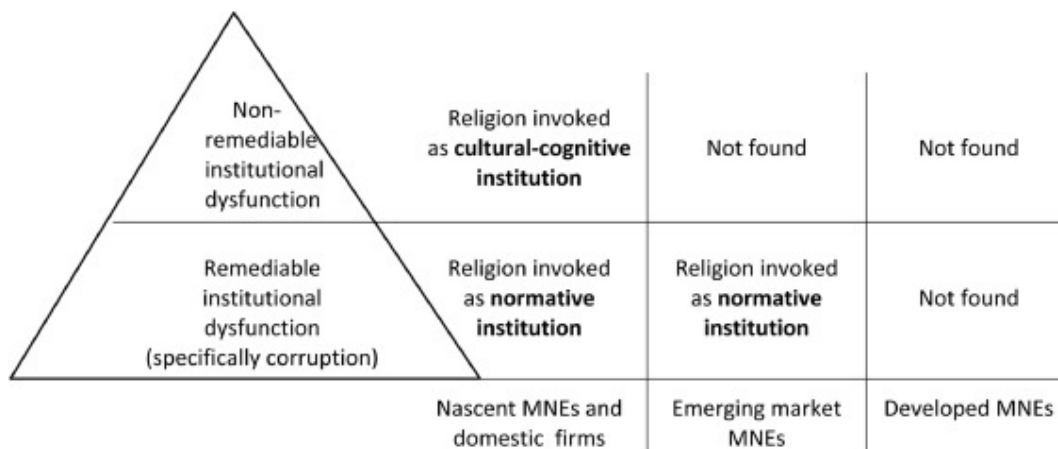 Non-
remediable
institutional
dysfunction
Religion invoked
as cultural-cognitive
institution
Not found
Not found
Remediable
institutional
dysfunction
(specifically corruption)
Religion invoked
as normative
institution
Religion invoked
as normative
institution
Not found
Nascent MNEs and
domestic firms
Emerging market
MNEs
Developed MNEs